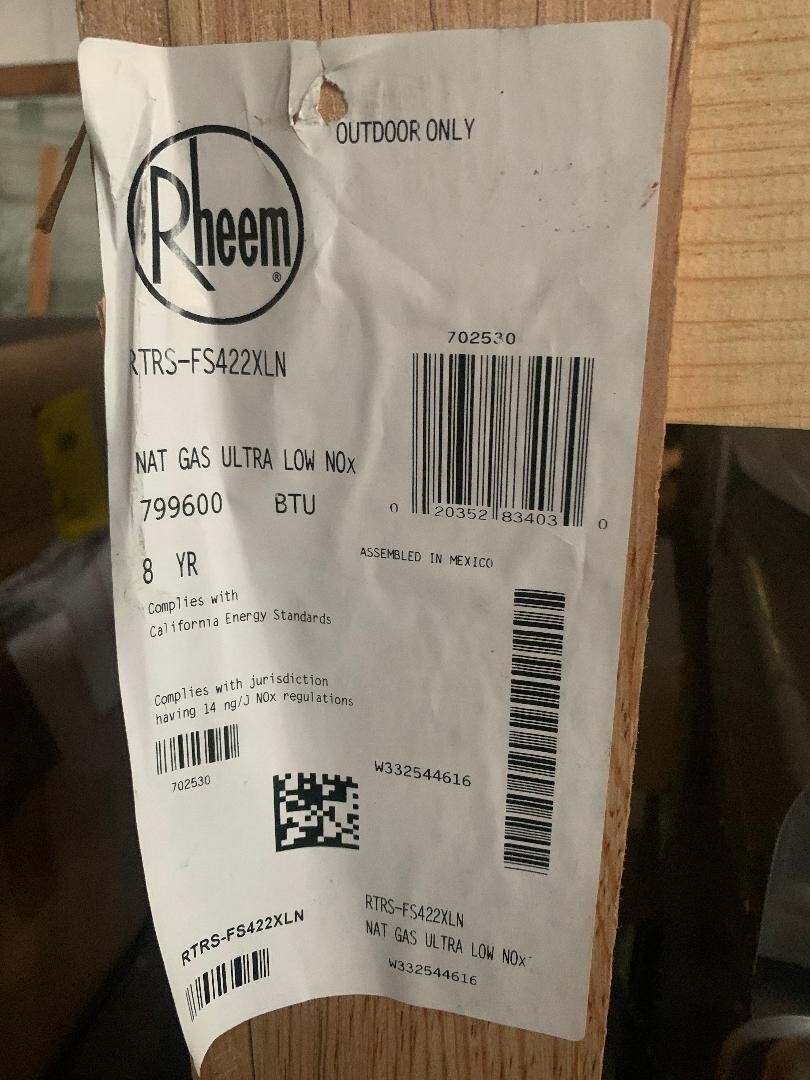 OUTDOOR ONLY
Rheem®
702530
RTRS-FS422XLN
NAT GAS ULTRA LOW NOx
799600 BTU
0 20352 83403 0
8 YR
ASSEMBLED IN MEXICO
Complies with
California Energy Standards
Complies with jurisdiction
having 14 ng/J NOx regulations
702530
W332544616
RTRS-FS422XLN
RTRS-FS422XLN
NAT GAS ULTRA LOW NOx
W332544616